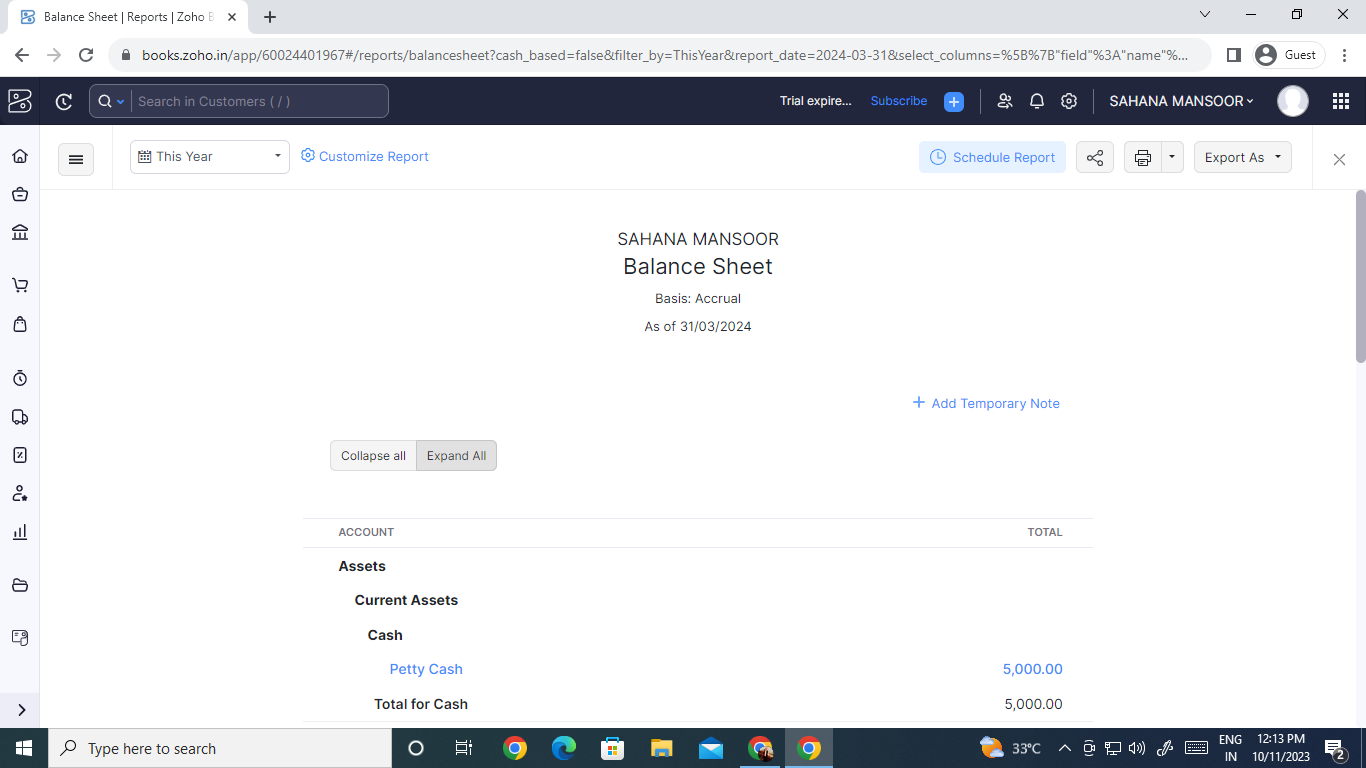 Balance Sheet | Reports | Zoho B
books.zoho.in/app/60024401967#/reports/balancesheet?cash_based=false&filter_by=ThisYear&report_date=2024-03-31&select_columns=%5B%7B"field"%3A"name"%...
Guest
Search in Customers ( / )
Trial expire...
Subscribe
SAHANA MANSOOR
This Year
Customize Report
Schedule Report
Export As
SAHANA MANSOOR
Balance Sheet
Basis: Accrual
As of 31/03/2024
+ Add Temporary Note
Collapse all
Expand All
ACCOUNT TOTAL
Assets
Current Assets
Cash
Petty Cash 5,000.00
Total for Cash 5,000.00
Type here to search
33°C
ENG
IN
12:13 PM
10/11/2023
2